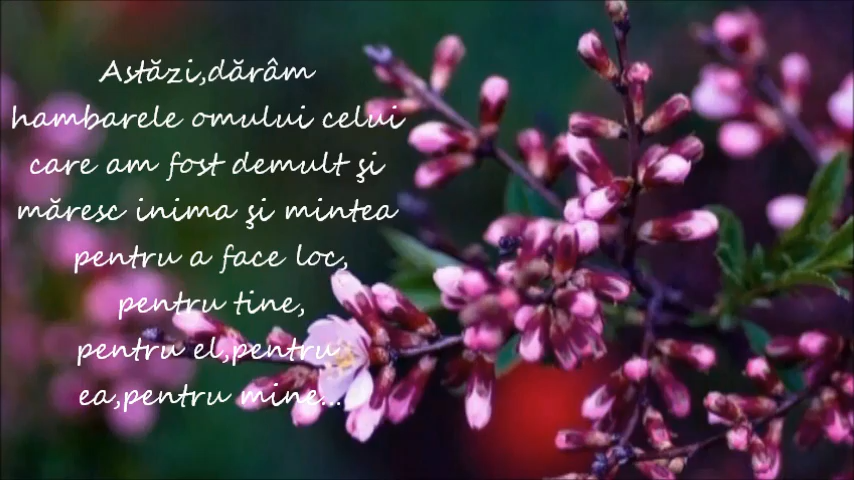 Astăzi,dărâm
hambarele omului celui
care am fost demult şi
măresc inima şi mintea
pentru a face loc,
pentru tine,
pentru el,pentru
ea,pentru mine...